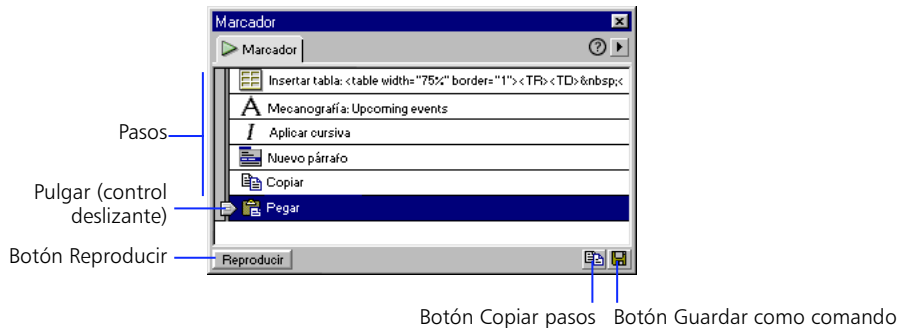 Marcador
Marcador
Insertar tabla: <table width="75%" border="1"><TR><TD>&nbsp;<
Mecanografía: Upcoming events
Aplicar cursiva
Nuevo párrafo
Copiar
Pegar
Reproducir
Pasos
Pulgar (control
deslizante)
Botón Reproducir
Botón Copiar pasos
Botón Guardar como comando